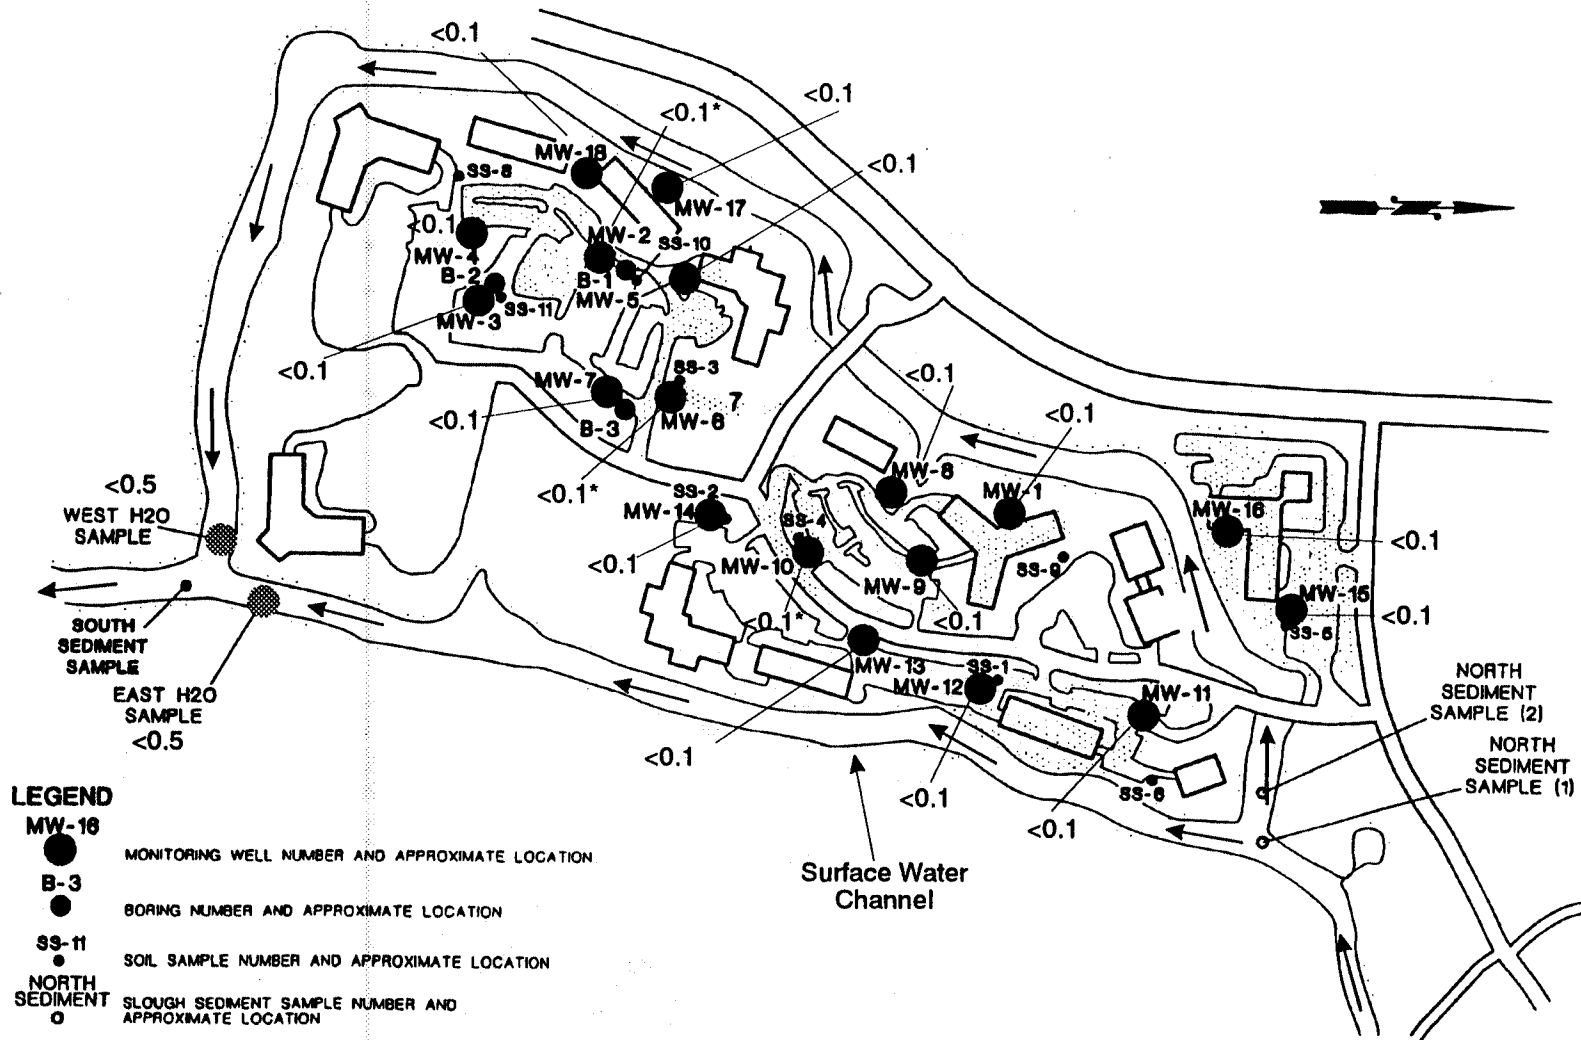 <0.1
<0.1
<0.1*
<0.1
MW-18
SS-8
MW-17
<0.1
MW-2
SS-10
MW-4
B-2
B-1
MW-5
SS-11
MW-3
<0.1
SS-3
MW-7
<0.1
<0.1
7
MW-6
<0.1
B-3
MW-8
<0.1*
<0.5
SS-2
MW-1
WEST H2O
SAMPLE
MW-14
MW-16
SS-4
<0.1
<0.1
MW-10
SS-9
MW-9
MW-15
<0.1*
<0.1
<0.1
SS-5
SOUTH
SEDIMENT
SAMPLE
MW-13
SS-1
MW-12
MW-11
NORTH
SEDIMENT
SAMPLE (2)
EAST H2O
SAMPLE
<0.5
<0.1
NORTH
SEDIMENT
SAMPLE (1)
SS-6
<0.1
<0.1
Surface Water
Channel
LEGEND
MW-16
MONITORING WELL NUMBER AND APPROXIMATE LOCATION
B-3
BORING NUMBER AND APPROXIMATE LOCATION
SS-11
SOIL SAMPLE NUMBER AND APPROXIMATE LOCATION
NORTH
SEDIMENT
SLOUGH SEDIMENT SAMPLE NUMBER AND
APPROXIMATE LOCATION